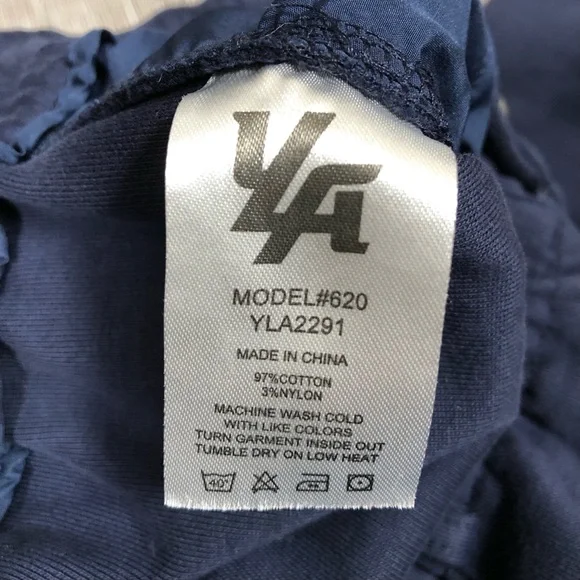 YLA
MODEL#620
YLA2291
MADE IN CHINA
97%COTTON
3%NYLON
MACHINE WASH COLD
WITH LIKE COLORS
TURN GARMENT INSIDE OUT
TUMBLE DRY ON LOW HEAT
40°